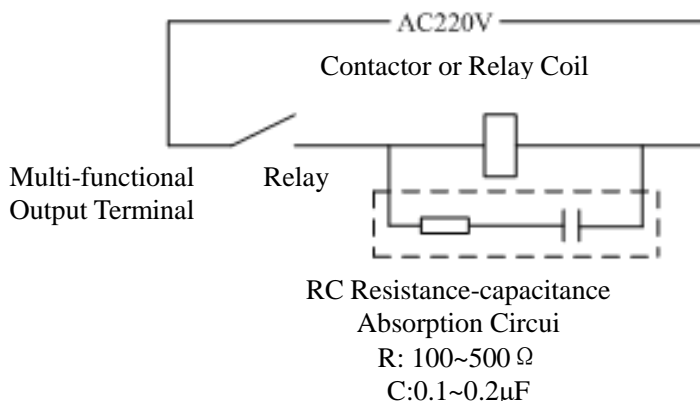 AC220V
Contactor or Relay Coil
Multi-functional
Output Terminal
Relay
RC Resistance-capacitance
Absorption Circui
R: 100~500 Ω
C:0.1~0.2μF